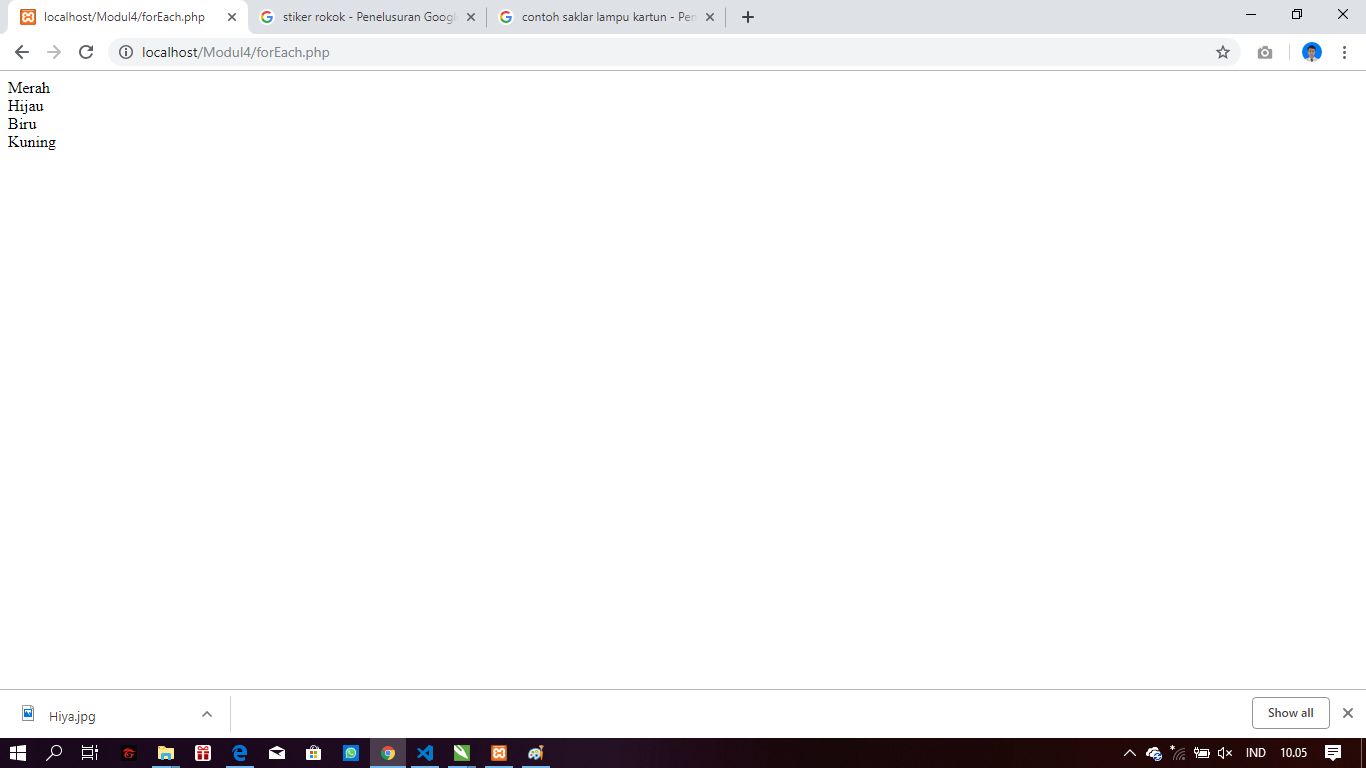 localhost/Modul4/forEach.php
stiker rokok - Penelusuran Googl
contoh saklar lampu kartun - Pen
localhost/Modul4/forEach.php
Merah
Hijau
Biru
Kuning
Hiya.jpg
Show all
IND
10.05